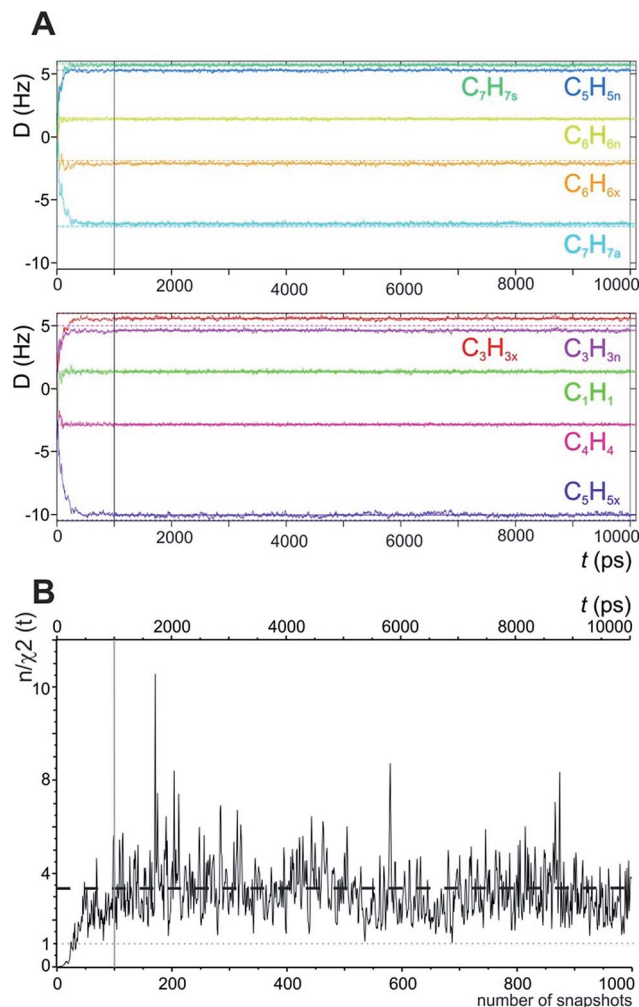 A
D (Hz)
5
0
-5
-10
C₇H₇ₛ C₅H₅ₙ
C₆H₆ₙ
C₆H₆ₓ
C₇H₇ₐ
0 2000 4000 6000 8000 10000
D (Hz)
5
0
-5
-10
C₃H₃ₓ C₃H₃ₙ
C₁H₁
C₄H₄
C₅H₅ₓ
0 2000 4000 6000 8000 10000
t (ps)
B
t (ps)
0 2000 4000 6000 8000 10000
n/χ2 (t)
10
8
4
1
0
0 200 400 600 800 1000
number of snapshots